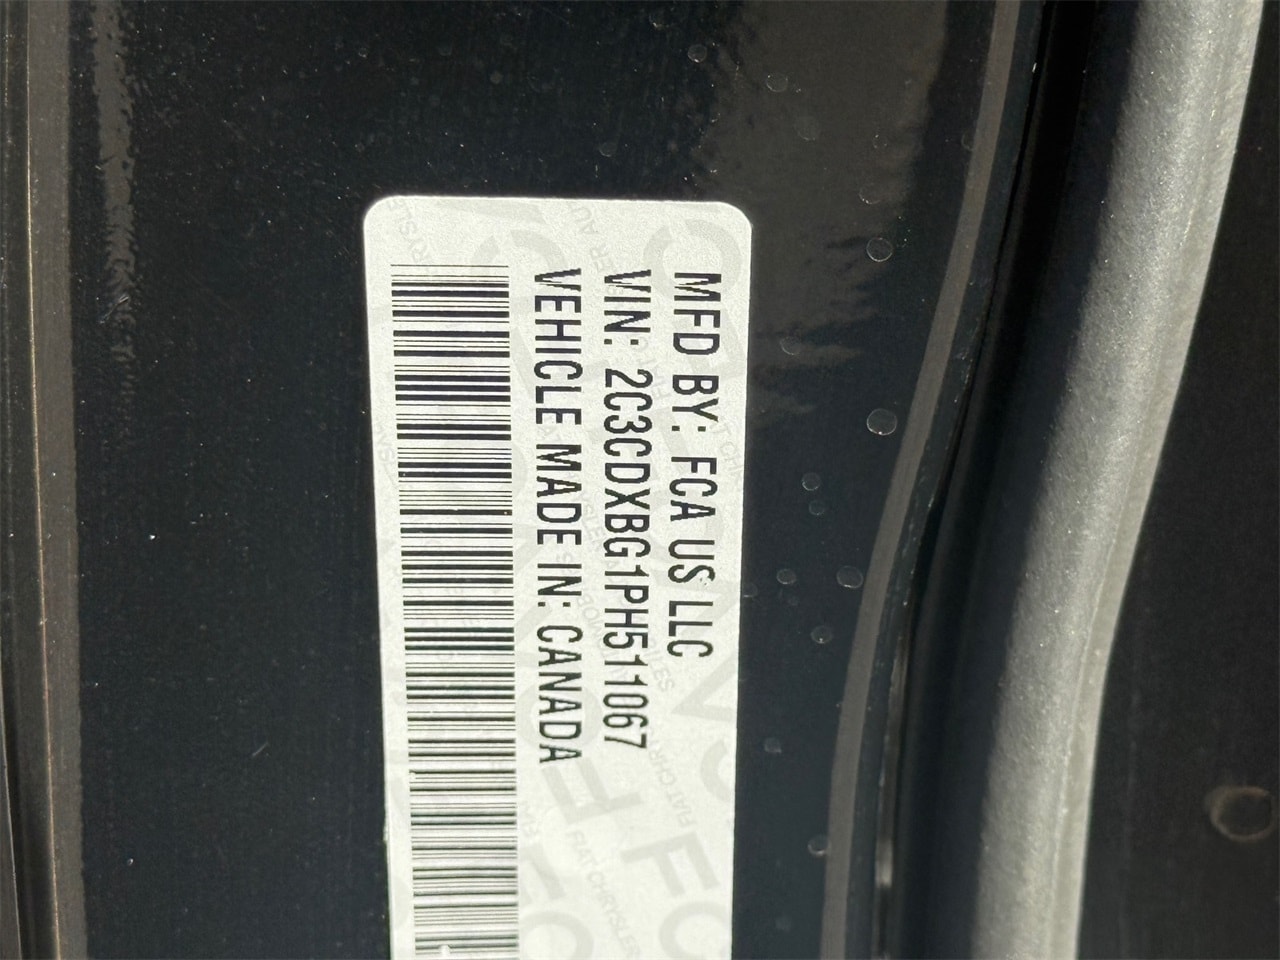 MFD BY: FCA US LLC
VIN: 2C3CDXBG1PH511067
VEHICLE MADE IN: CANADA